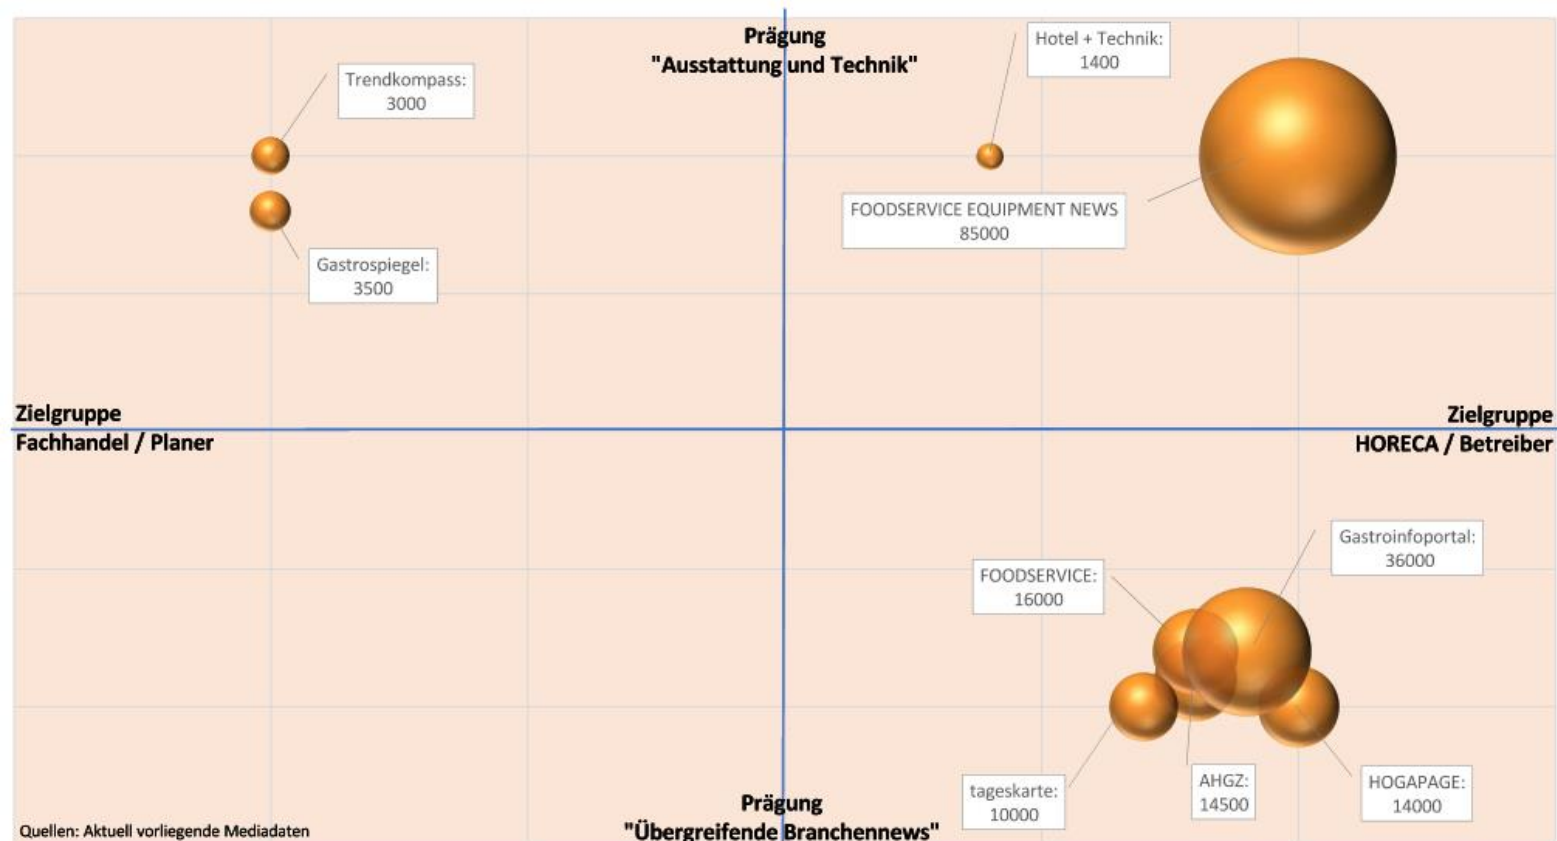 Prägung
"Ausstattung und Technik"
Hotel + Technik:
1400
Trendkompass:
3000
FOODSERVICE EQUIPMENT NEWS
85000
Gastrospiegel:
3500
Zielgruppe
Fachhandel / Planer
Zielgruppe
HORECA / Betreiber
Gastroinfoportal:
36000
FOODSERVICE:
16000
tageskarte:
10000
AHGZ:
14500
HOGAPAGE:
14000
Prägung
"Übergreifende Branchennews"
Quellen: Aktuell vorliegende Mediadaten